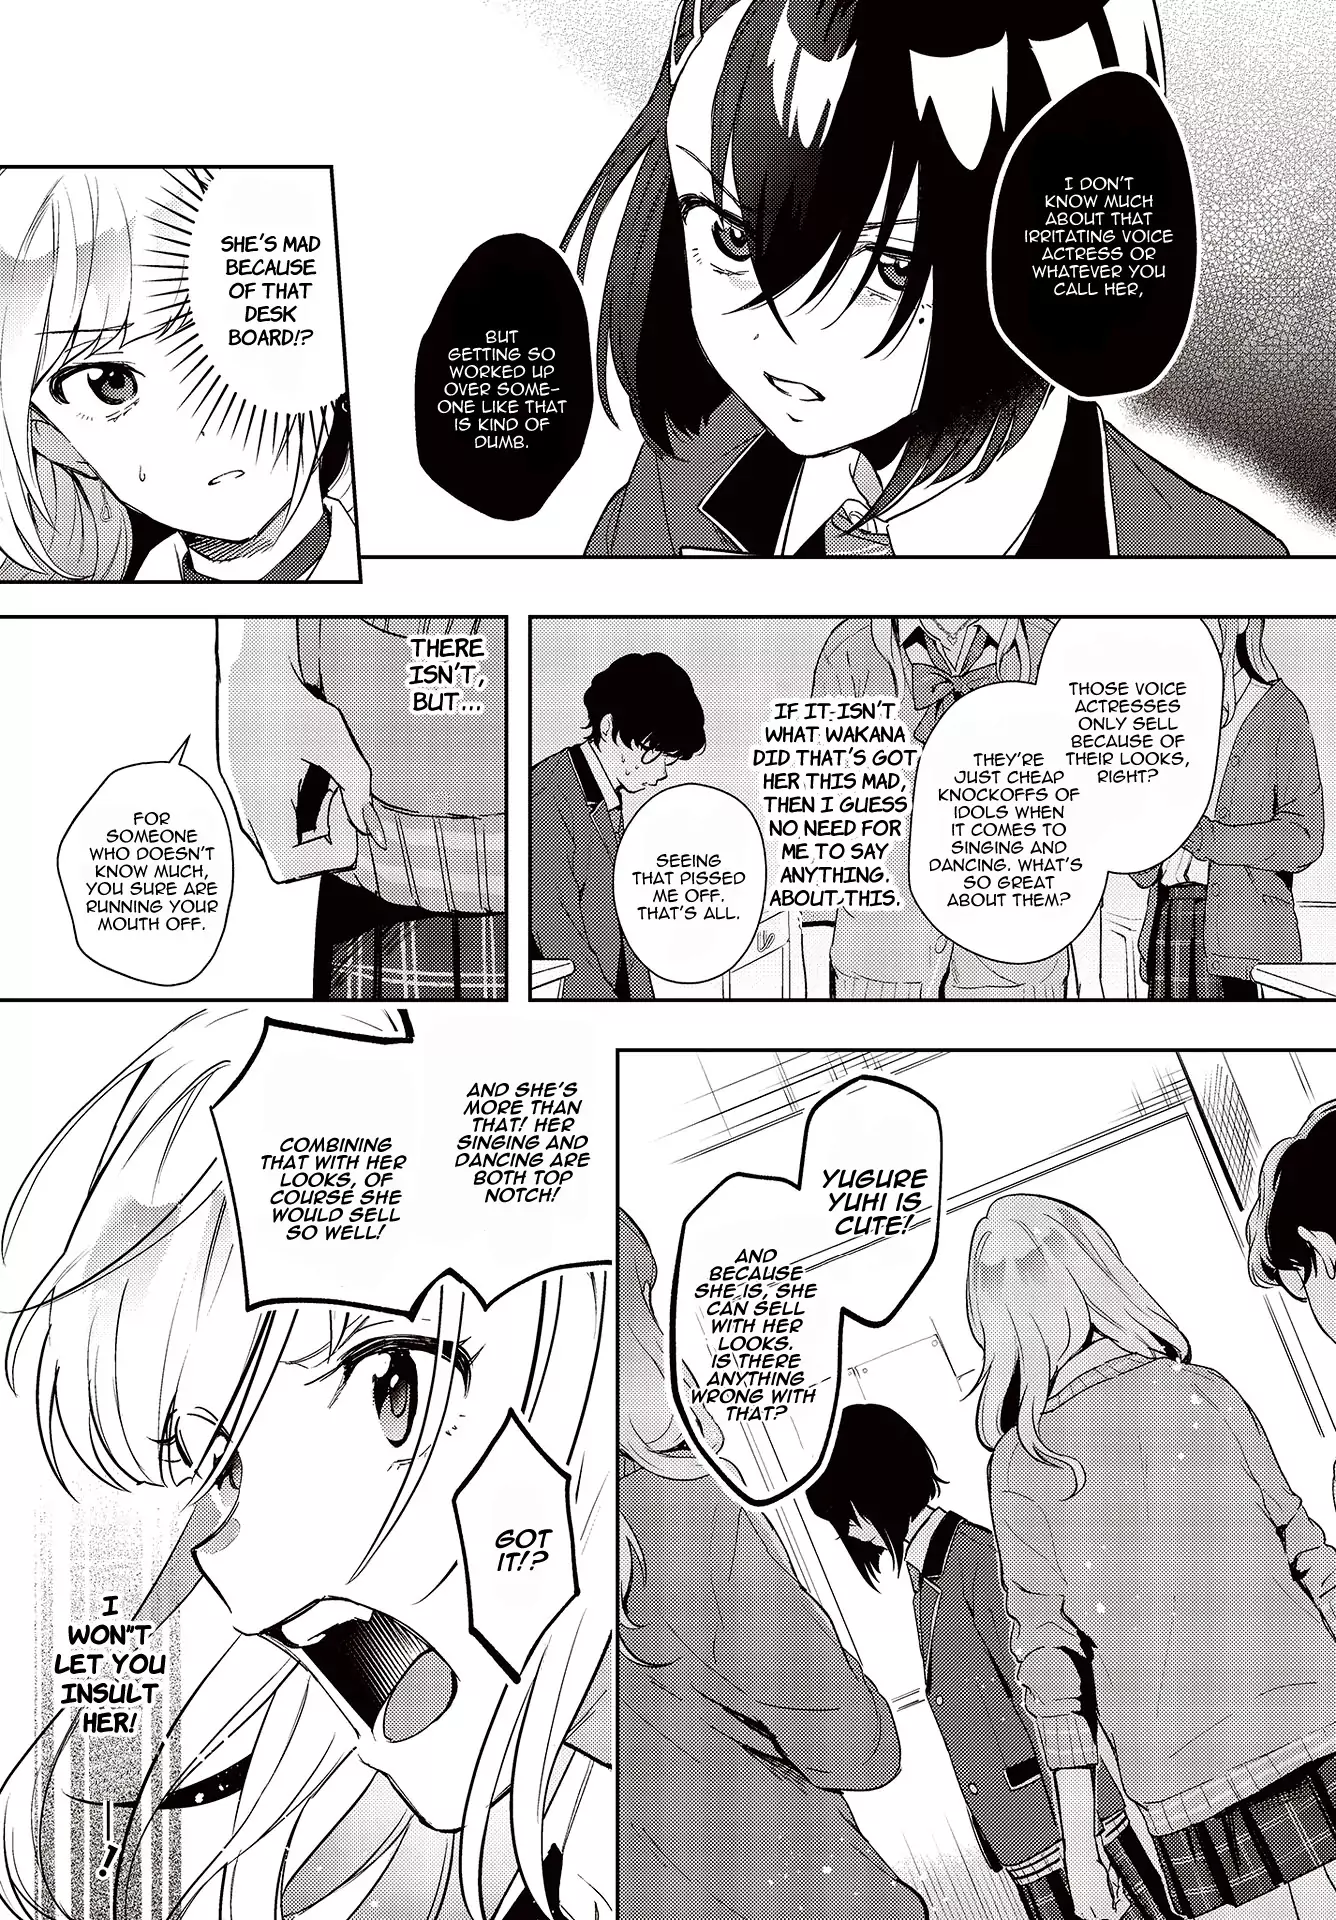 I DON'T
KNOW MUCH
ABOUT THAT
IRRITATING VOICE
ACTRESS OR
WHATEVER YOU
CALL HER,
BUT
GETTING SO
WORKED UP
OVER SOME-
ONE LIKE THAT
IS KIND OF
DUMB.
SHE'S MAD
BECAUSE
OF THAT
DESK
BOARD!?
THOSE VOICE
ACTRESSES
ONLY SELL
BECAUSE OF
THEIR LOOKS,
RIGHT?
THEY'RE
JUST CHEAP
KNOCKOFFS OF
IDOLS WHEN
IT COMES TO
SINGING AND
DANCING. WHAT'S
SO GREAT
ABOUT THEM?
IF IT ISN'T
WHAT WAKANA
DID THAT'S GOT
HER THIS MAD,
THEN I GUESS
NO NEED FOR
ME TO SAY
ANYTHING.
ABOUT THIS.
SEEING
THAT PISSED
ME OFF.
THAT'S ALL.
THERE
ISN'T,
BUT...
FOR
SOMEONE
WHO DOESN'T
KNOW MUCH,
YOU SURE ARE
RUNNING YOUR
MOUTH OFF.
YUGURE
YUHI IS
CUTE!
AND
BECAUSE
SHE IS, SHE
CAN SELL
WITH HER
LOOKS.
IS THERE
ANYTHING
WRONG WITH
THAT?
AND SHE'S
MORE THAN
THAT! HER
SINGING AND
DANCING ARE
BOTH TOP
NOTCH!
COMBINING
THAT WITH HER
LOOKS, OF
COURSE SHE
WOULD SELL
SO WELL!
GOT
IT!?
I
WON"T
LET YOU
INSULT
HER!
—!